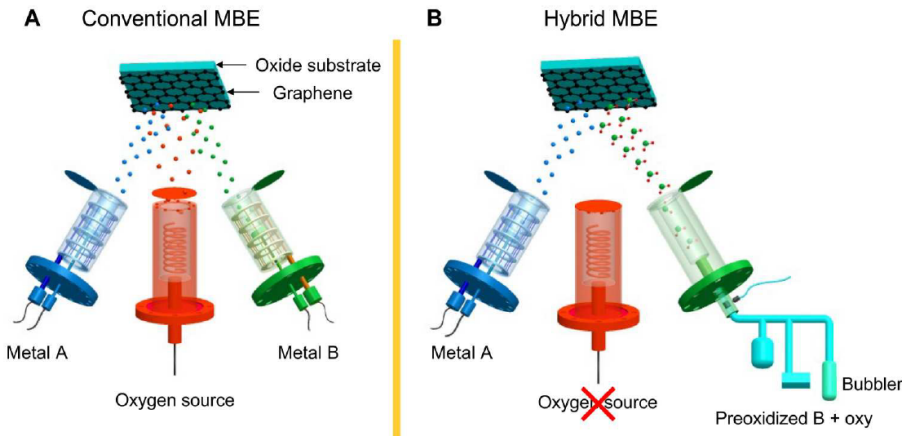 A Conventional MBE
Oxide substrate
Graphene
Metal A
Metal B
Oxygen source
B Hybrid MBE
Metal A
Oxygen source
Bubbler
Preoxidized B + oxy